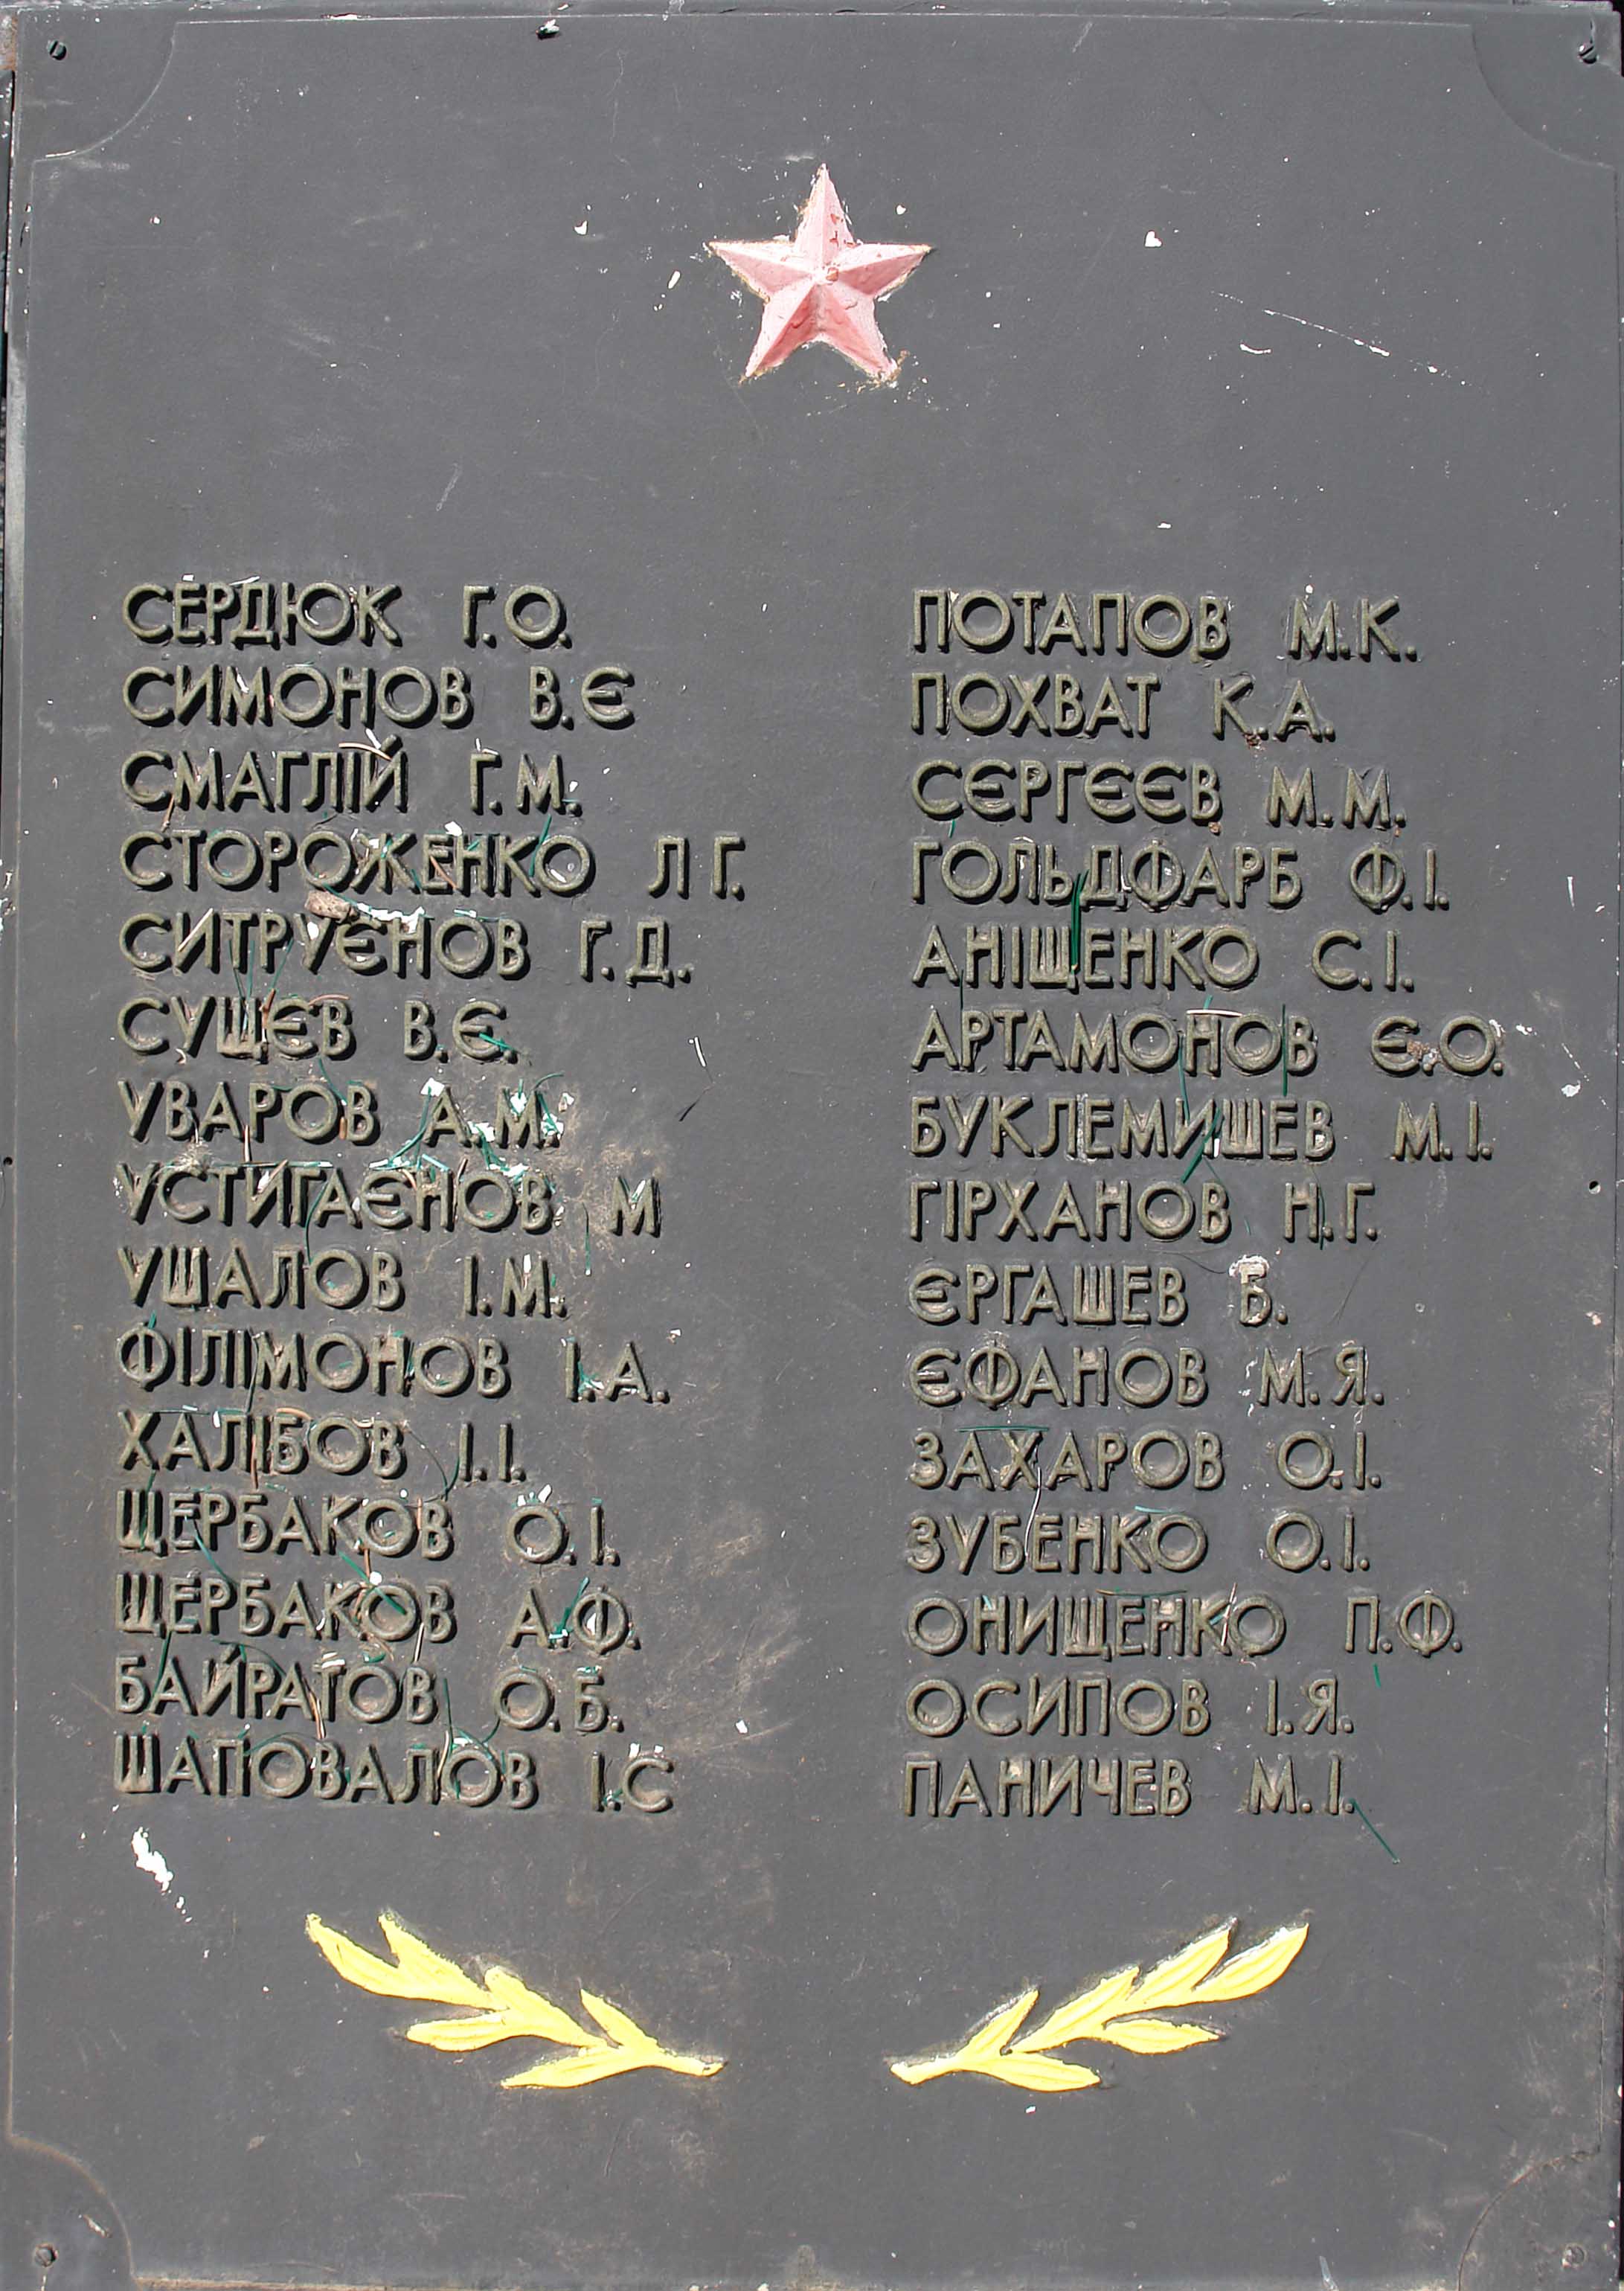 СЕРДЮК Г.О.
СИМОНОВ В.Є
СМАГЛІЙ Г.М.
СТОРОЖЕНКО Л Г.
СИТРУЄНОВ Г.Д.
СУЩЄВ В.Є.
УВАРОВ А.М.
УСТИГАЄНОВ М
УШАЛОВ І.М.
ФІЛІМОНОВ І.А.
ХАЛІБОВ І.І.
ЩЕРБАКОВ О.І.
ЩЕРБАКОВ А.Ф.
БАЙРАТОВ О.Б.
ШАПОВАЛОВ І.С
ПОТАПОВ М.К.
ПОХВАТ К.А.
СЄРГЄЄВ М.М.
ГОЛЬДФАРБ Ф.І.
АНІЩЕНКО С.І.
АРТАМОНОВ Є.О.
БУКЛЕМИШЕВ М.І.
ГІРХАНОВ Н.Г.
ЄРГАШЕВ Б.
ЄФАНОВ М.Я.
ЗАХАРОВ О.І.
ЗУБЕНКО О.І.
ОНИЩЕНКО П.Ф.
ОСИПОВ І.Я.
ПАНИЧЕВ М.І.